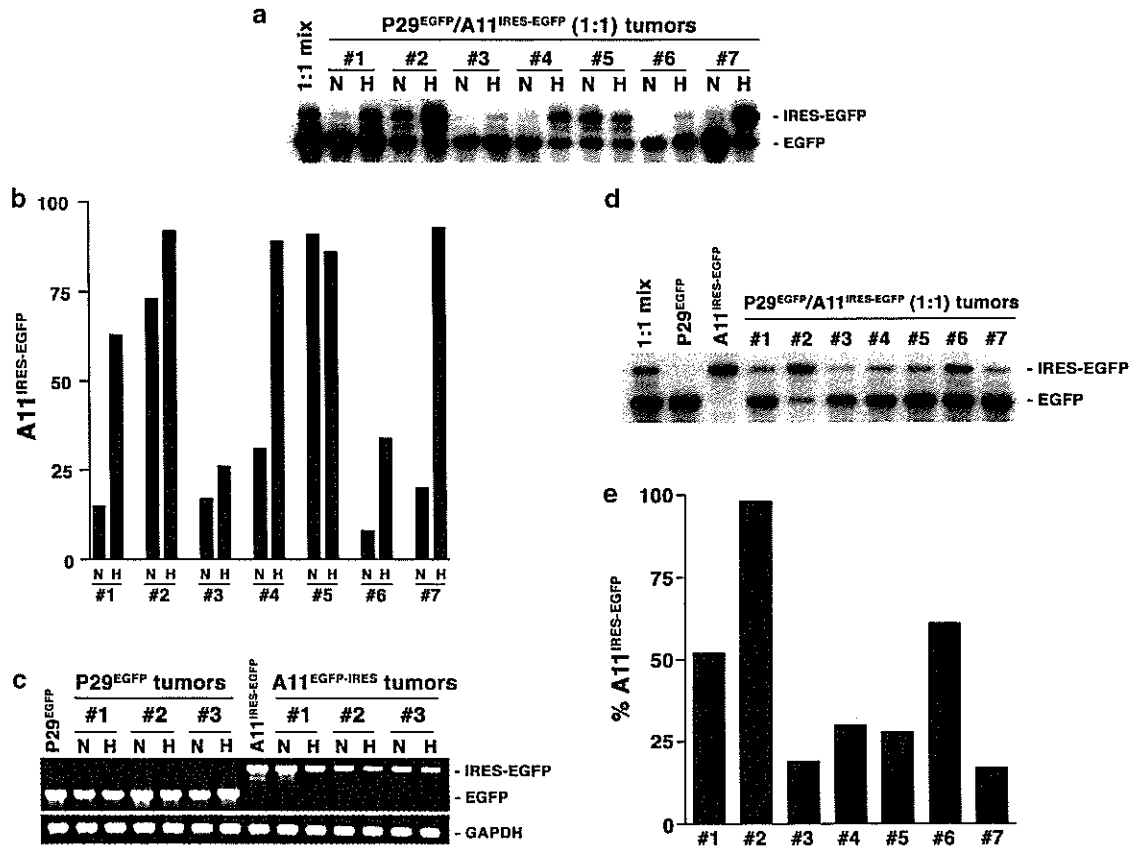 a
P29EGFP/A11IRES-EGFP (1:1) tumors
1:1 mix
#1 #2 #3 #4 #5 #6 #7
N H N H N H N H N H N H N H
- IRES-EGFP
- EGFP
b
A11IRES-EGFP
100
75
50
25
0
N H N H N H N H N H N H N H
#1 #2 #3 #4 #5 #6 #7
c
P29EGFP
P29EGFP tumors
#1 #2 #3
N H N H N H
A11IRES-EGFP
A11EGFP-IRES tumors
#1 #2 #3
N H N H N H
- IRES-EGFP
- EGFP
- GAPDH
d
1:1 mix
P29EGFP
A11IRES-EGFP
P29EGFP/A11IRES-EGFP (1:1) tumors
#1 #2 #3 #4 #5 #6 #7
- IRES-EGFP
- EGFP
e
% A11IRES-EGFP
100
75
50
25
0
#1 #2 #3 #4 #5 #6 #7